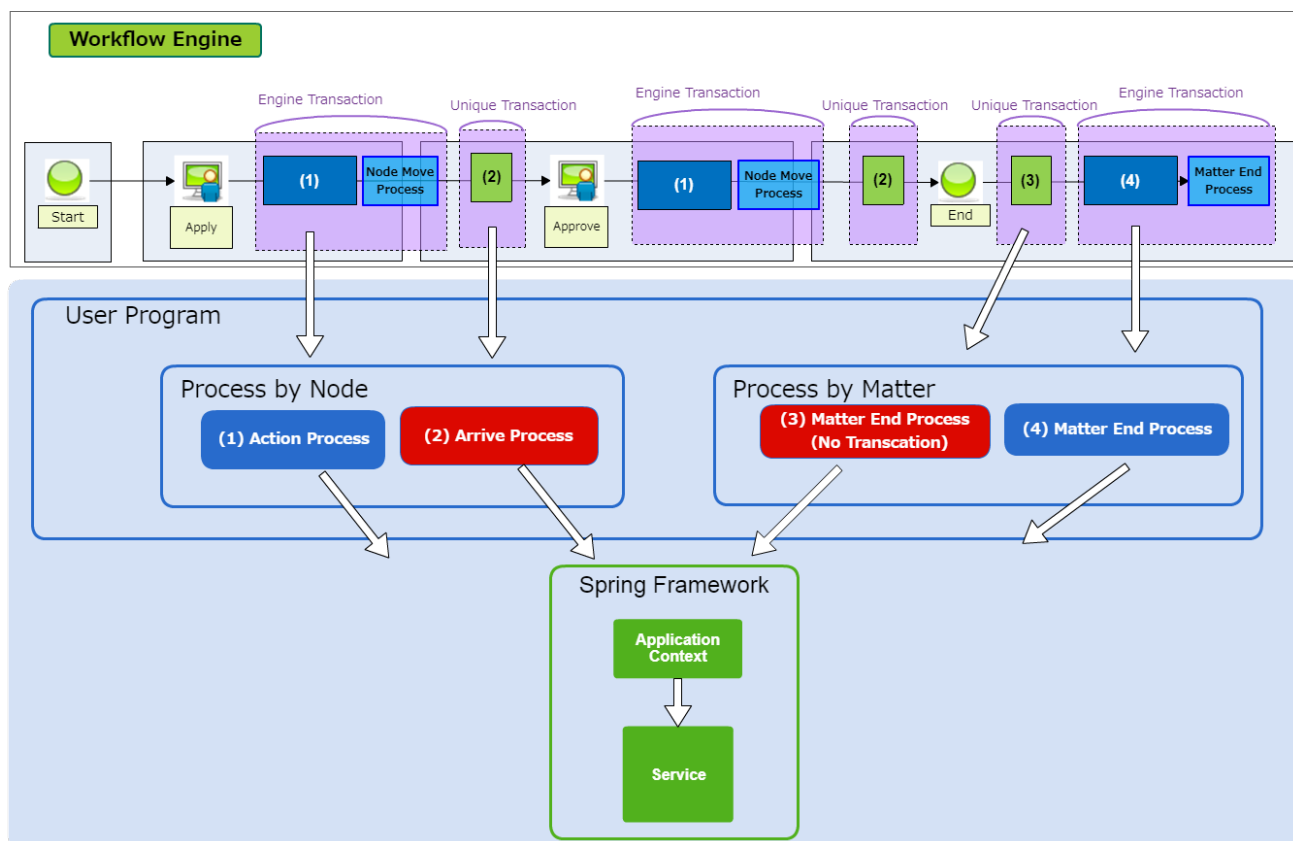 Workflow Engine
Engine Transaction
Unique Transaction
Engine Transaction
Unique Transaction
Unique Transaction
Engine Transaction
Start
Apply
(1)
Node Move
Process
(2)
Approve
(1)
Node Move
Process
(2)
End
(3)
(4)
Matter End
Process
User Program
Process by Node
(1) Action Process
(2) Arrive Process
Process by Matter
(3) Matter End Process
(No Transcation)
(4) Matter End Process
Spring Framework
Application
Context
Service